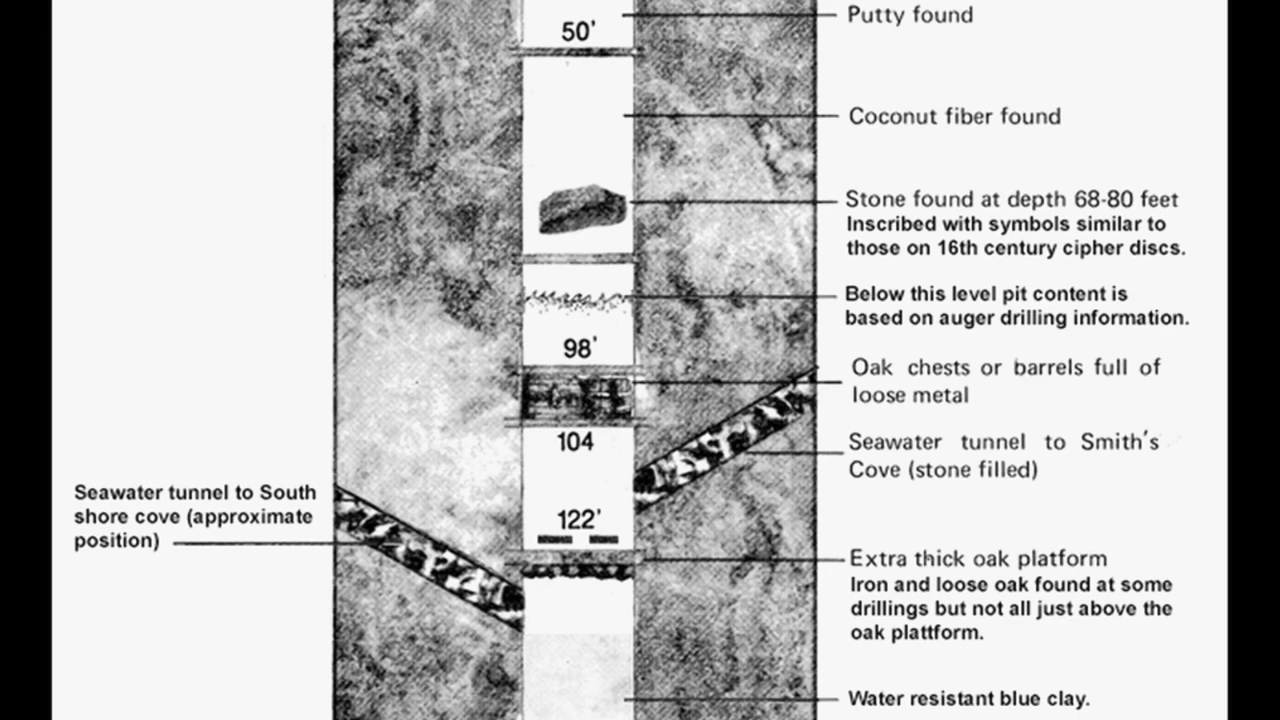 Putty found
50'
Coconut fiber found
Stone found at depth 68-80 feet
Inscribed with symbols similar to
those on 16th century cipher discs.
Below this level pit content is
based on auger drilling information.
98'
Oak chests or barrels full of
loose metal
104
Seawater tunnel to Smith's
Cove (stone filled)
Seawater tunnel to South
shore cove (approximate
position)
122'
Extra thick oak platform
Iron and loose oak found at some
drillings but not all just above the
oak plattform.
Water resistant blue clay.